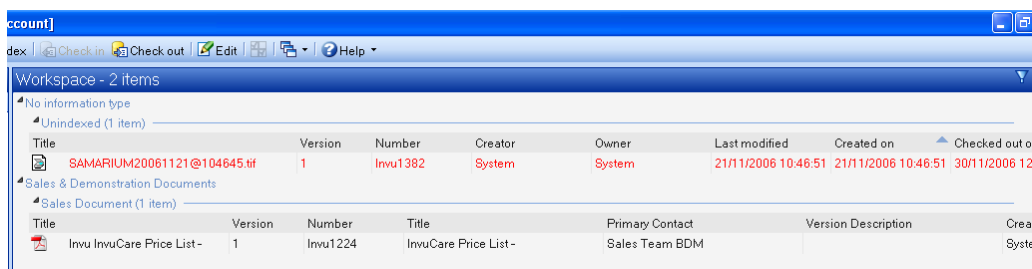 ccount]
dex Check in Check out Edit Help
Workspace - 2 items
No information type
Unindexed (1 item)
Title Version Number Creator Owner Last modified Created on Checked out o
SAMARIUM20061121@104645.tif 1 Invu1382 System System 21/11/2006 10:46:51 21/11/2006 10:46:51 30/11/2006 12
Sales & Demonstration Documents
Sales Document (1 item)
Title Version Number Title Primary Contact Version Description Crea
Invu InvuCare Price List - 1 Invu1224 InvuCare Price List - Sales Team BDM Syste